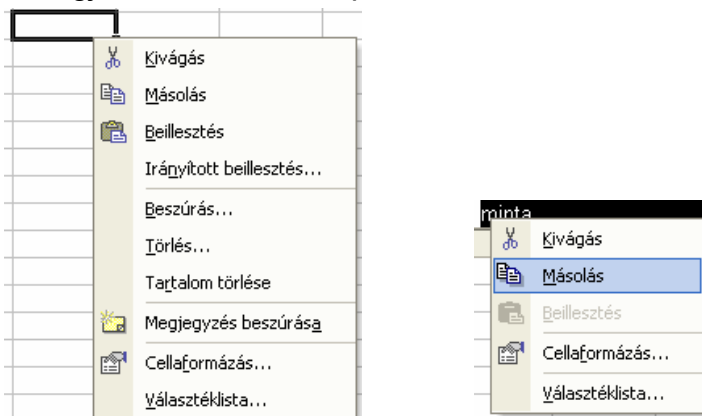 Kivágás
Másolás
Beillesztés
Irányított beillesztés...
Beszúrás...
Törlés...
Tartalom törlése
Megjegyzés beszúrása
Cellaformázás...
Választéklista...
minta
Kivágás
Másolás
Beillesztés
Cellaformázás...
Választéklista...